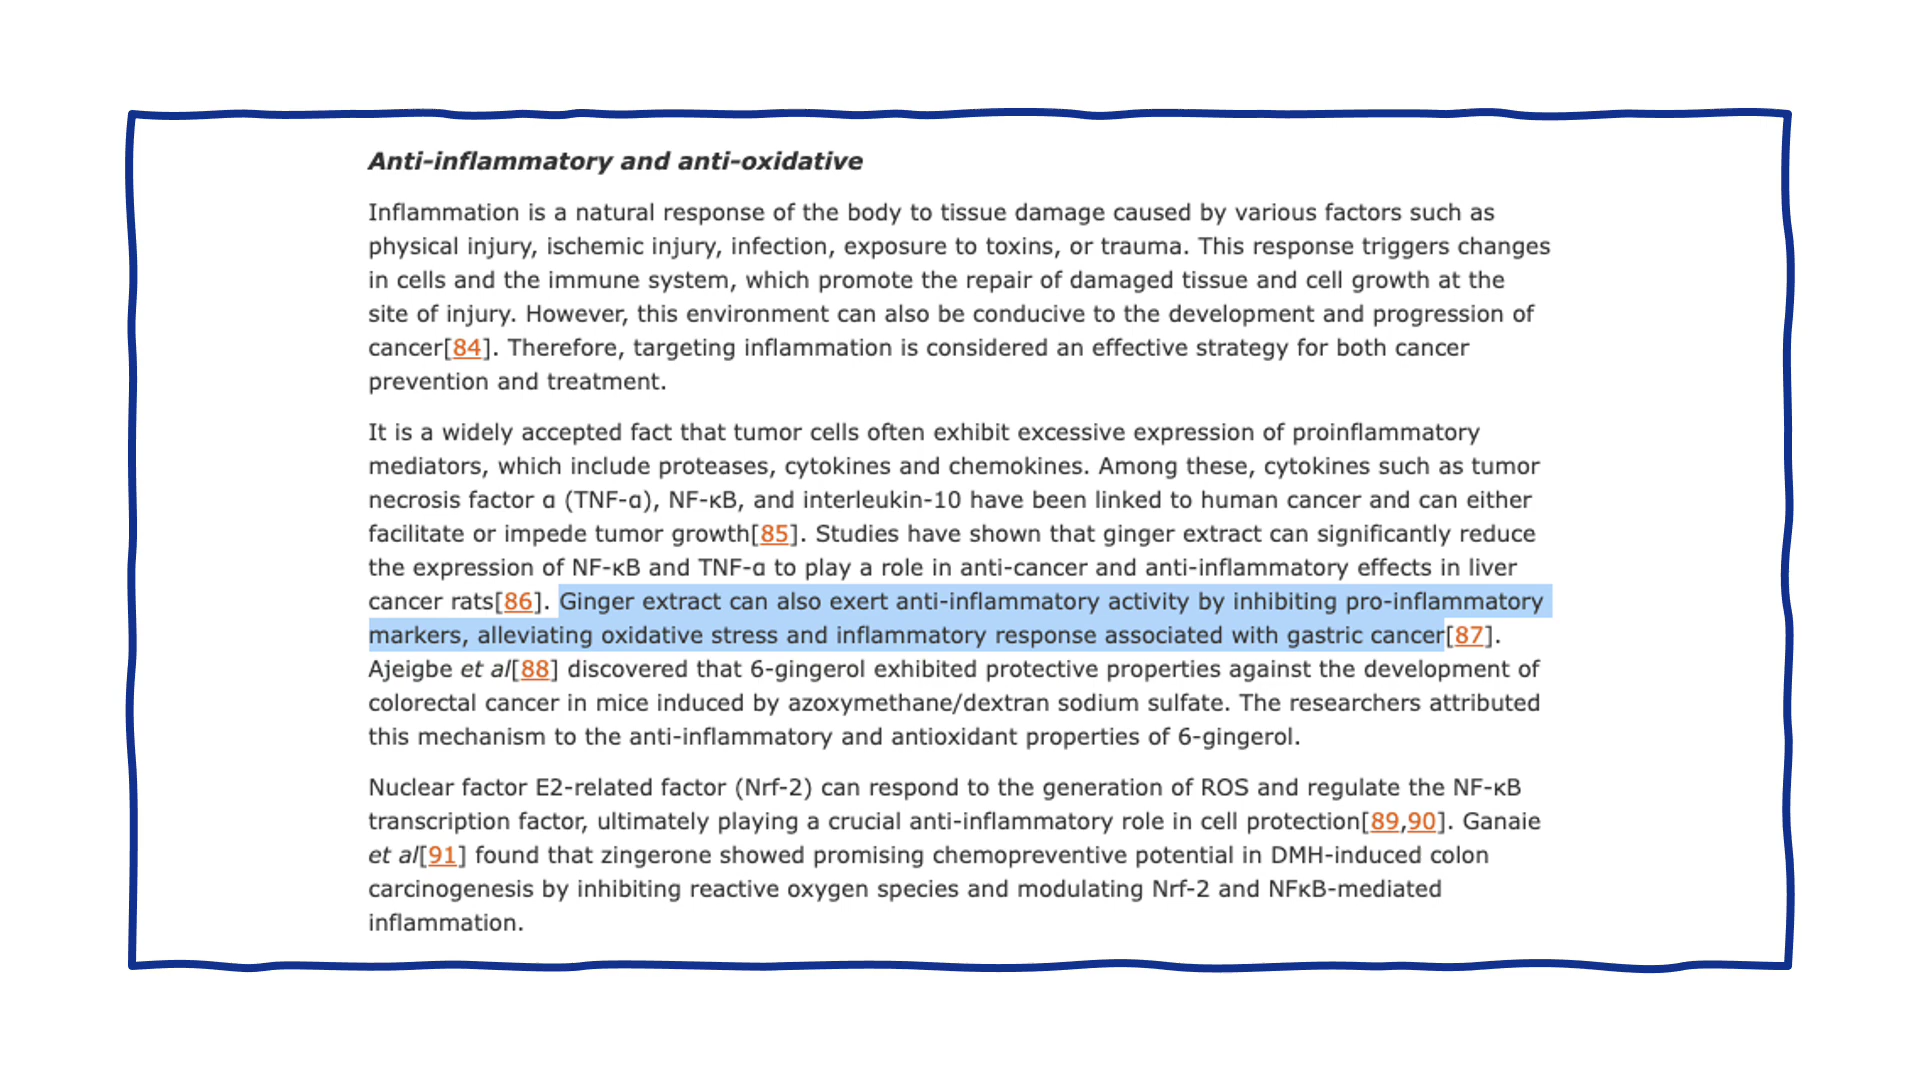 Anti-inflammatory and anti-oxidative
Inflammation is a natural response of the body to tissue damage caused by various factors such as
physical injury, ischemic injury, infection, exposure to toxins, or trauma. This response triggers changes
in cells and the immune system, which promote the repair of damaged tissue and cell growth at the
site of injury. However, this environment can also be conducive to the development and progression of
cancer[84]. Therefore, targeting inflammation is considered an effective strategy for both cancer
prevention and treatment.
It is a widely accepted fact that tumor cells often exhibit excessive expression of proinflammatory
mediators, which include proteases, cytokines and chemokines. Among these, cytokines such as tumor
necrosis factor α (TNF-α), NF-κB, and interleukin-10 have been linked to human cancer and can either
facilitate or impede tumor growth[85]. Studies have shown that ginger extract can significantly reduce
the expression of NF-κB and TNF-α to play a role in anti-cancer and anti-inflammatory effects in liver
cancer rats[86]. Ginger extract can also exert anti-inflammatory activity by inhibiting pro-inflammatory
markers, alleviating oxidative stress and inflammatory response associated with gastric cancer[87].
Ajeigbe et al[88] discovered that 6-gingerol exhibited protective properties against the development of
colorectal cancer in mice induced by azoxymethane/dextran sodium sulfate. The researchers attributed
this mechanism to the anti-inflammatory and antioxidant properties of 6-gingerol.
Nuclear factor E2-related factor (Nrf-2) can respond to the generation of ROS and regulate the NF-κB
transcription factor, ultimately playing a crucial anti-inflammatory role in cell protection[89,90]. Ganaie
et al[91] found that zingerone showed promising chemopreventive potential in DMH-induced colon
carcinogenesis by inhibiting reactive oxygen species and modulating Nrf-2 and NFκB-mediated
inflammation.